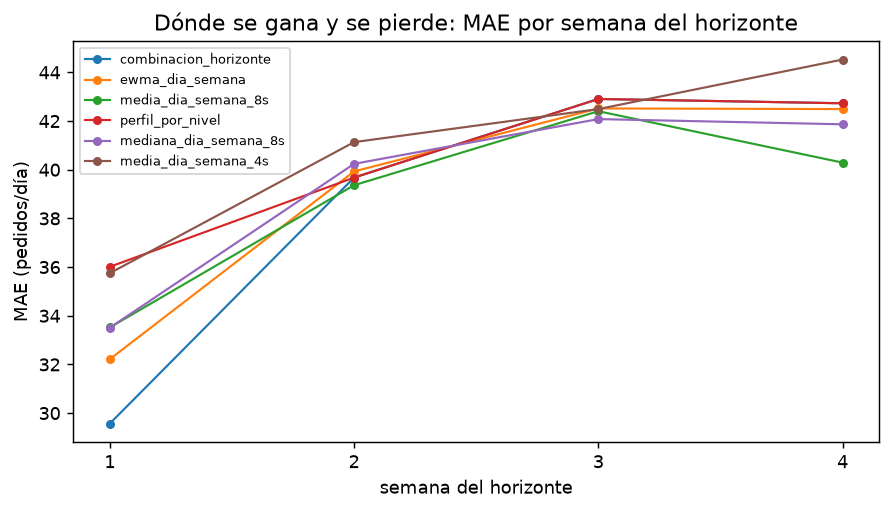 Dónde se gana y se pierde: MAE por semana del horizonte
combinacion_horizonte
ewma_dia_semana
media_dia_semana_8s
perfil_por_nivel
mediana_dia_semana_8s
media_dia_semana_4s
MAE (pedidos/día)
44
42
40
38
36
34
32
30
1 2 3 4
semana del horizonte